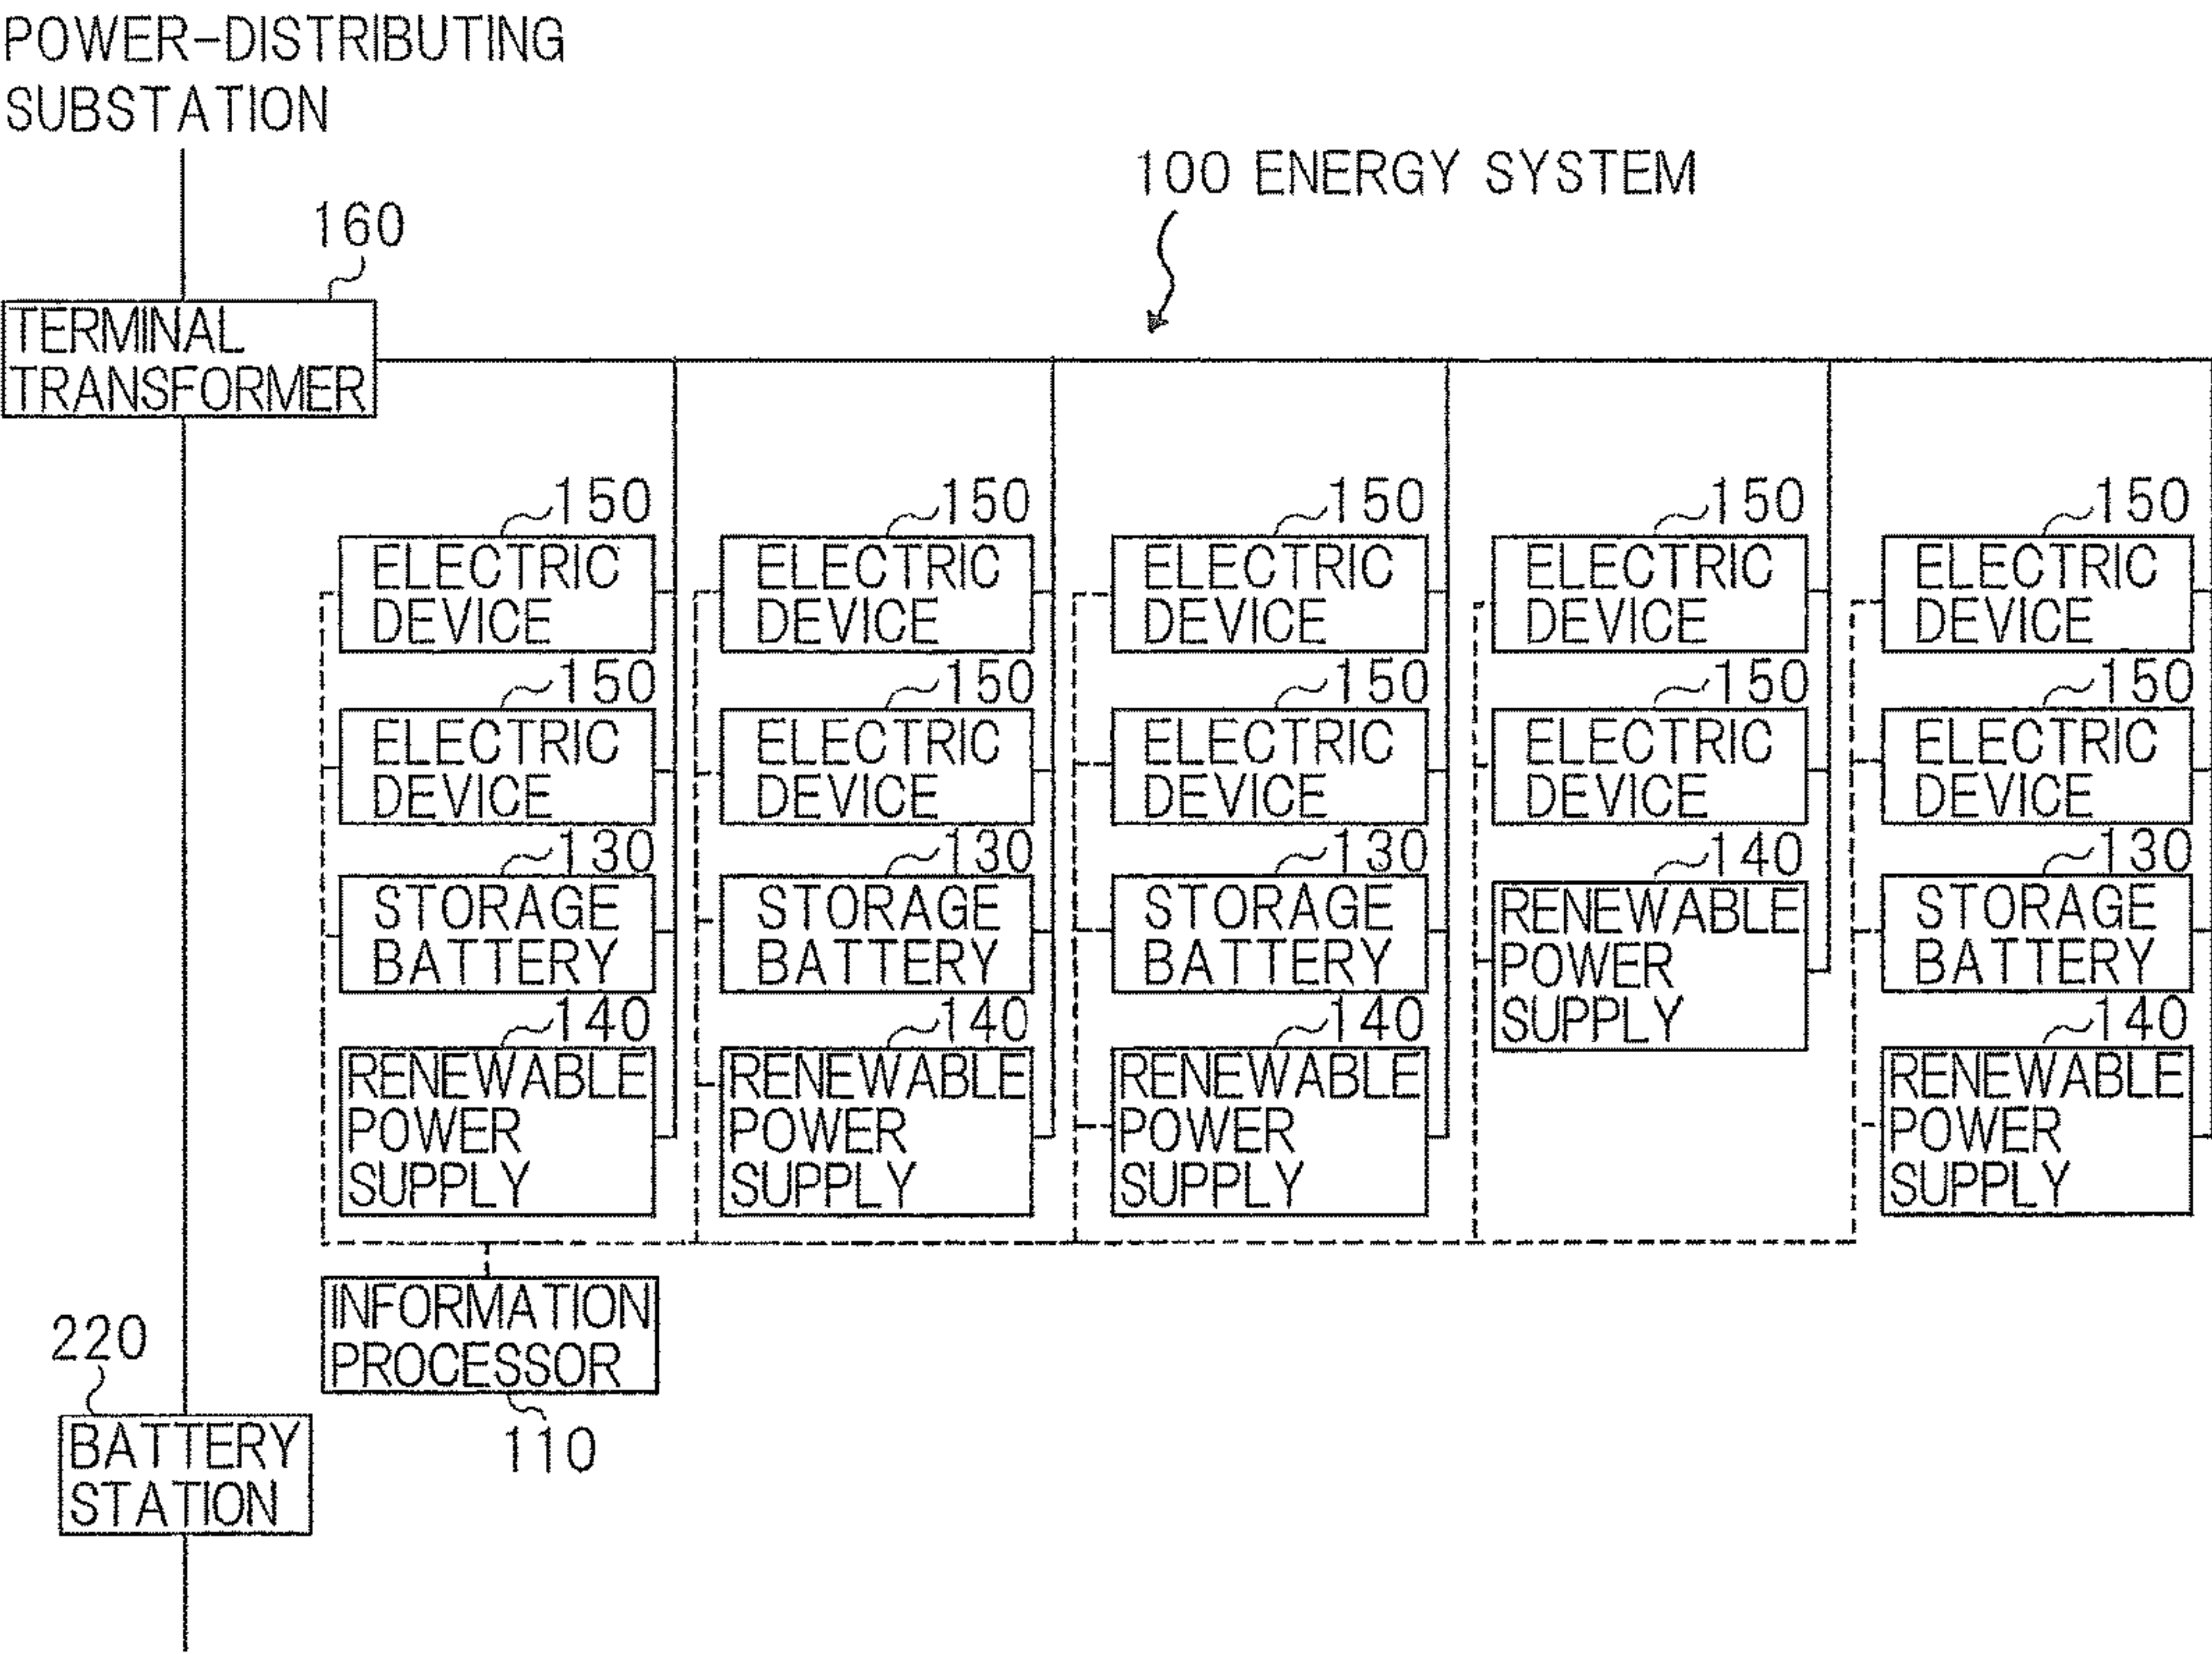 POWER-DISTRIBUTING
SUBSTATION
100 ENERGY SYSTEM
160
TERMINAL
TRANSFORMER
150
ELECTRIC
DEVICE
150
ELECTRIC
DEVICE
130
STORAGE
BATTERY
140
RENEWABLE
POWER
SUPPLY
150
ELECTRIC
DEVICE
150
ELECTRIC
DEVICE
130
STORAGE
BATTERY
140
RENEWABLE
POWER
SUPPLY
150
ELECTRIC
DEVICE
150
ELECTRIC
DEVICE
130
STORAGE
BATTERY
140
RENEWABLE
POWER
SUPPLY
150
ELECTRIC
DEVICE
150
ELECTRIC
DEVICE
140
RENEWABLE
POWER
SUPPLY
150
ELECTRIC
DEVICE
150
ELECTRIC
DEVICE
130
STORAGE
BATTERY
140
RENEWABLE
POWER
SUPPLY
INFORMATION
PROCESSOR
110
220
BATTERY
STATION